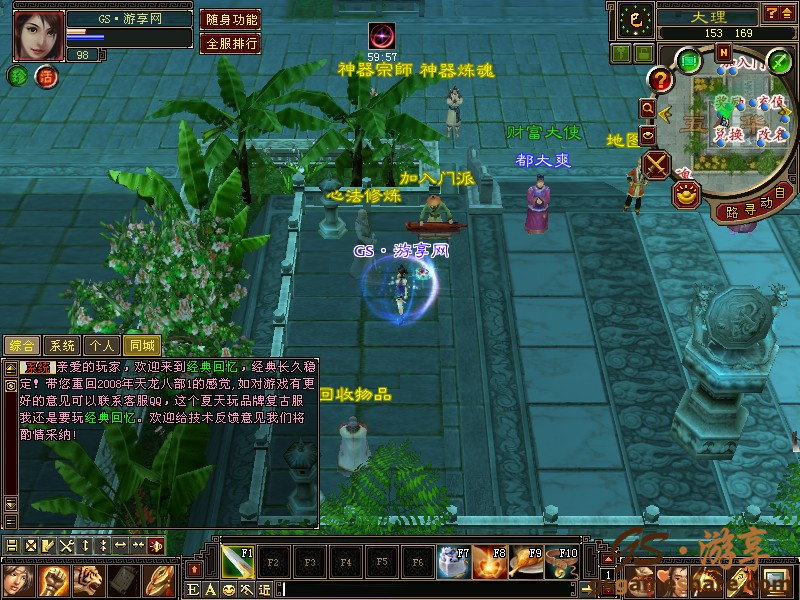 GS·游享网
98
随身功能
全服排行
59:57
大理
153 169
N
神器宗師 神器炼魂
财富大使
都大爽
地图
加入门派
心法修炼
GS·游享网
兑换 改名
自动寻路
综合 系统 个人 同城
亲爱的玩家，欢迎来到经典回忆，经典长久稳
定！带您重回2008年天龙八部1的感觉,如对游戏有更
好的意见可以联系客服QQ，这个夏天玩品牌复古服
我还是要玩经典回忆。欢迎给技术反馈意见我们将
酌情采纳!
回收物品
F1 F2 F3 F4 F5 F6 F7 F8 F9 F10
1
E A 近
GS·游享